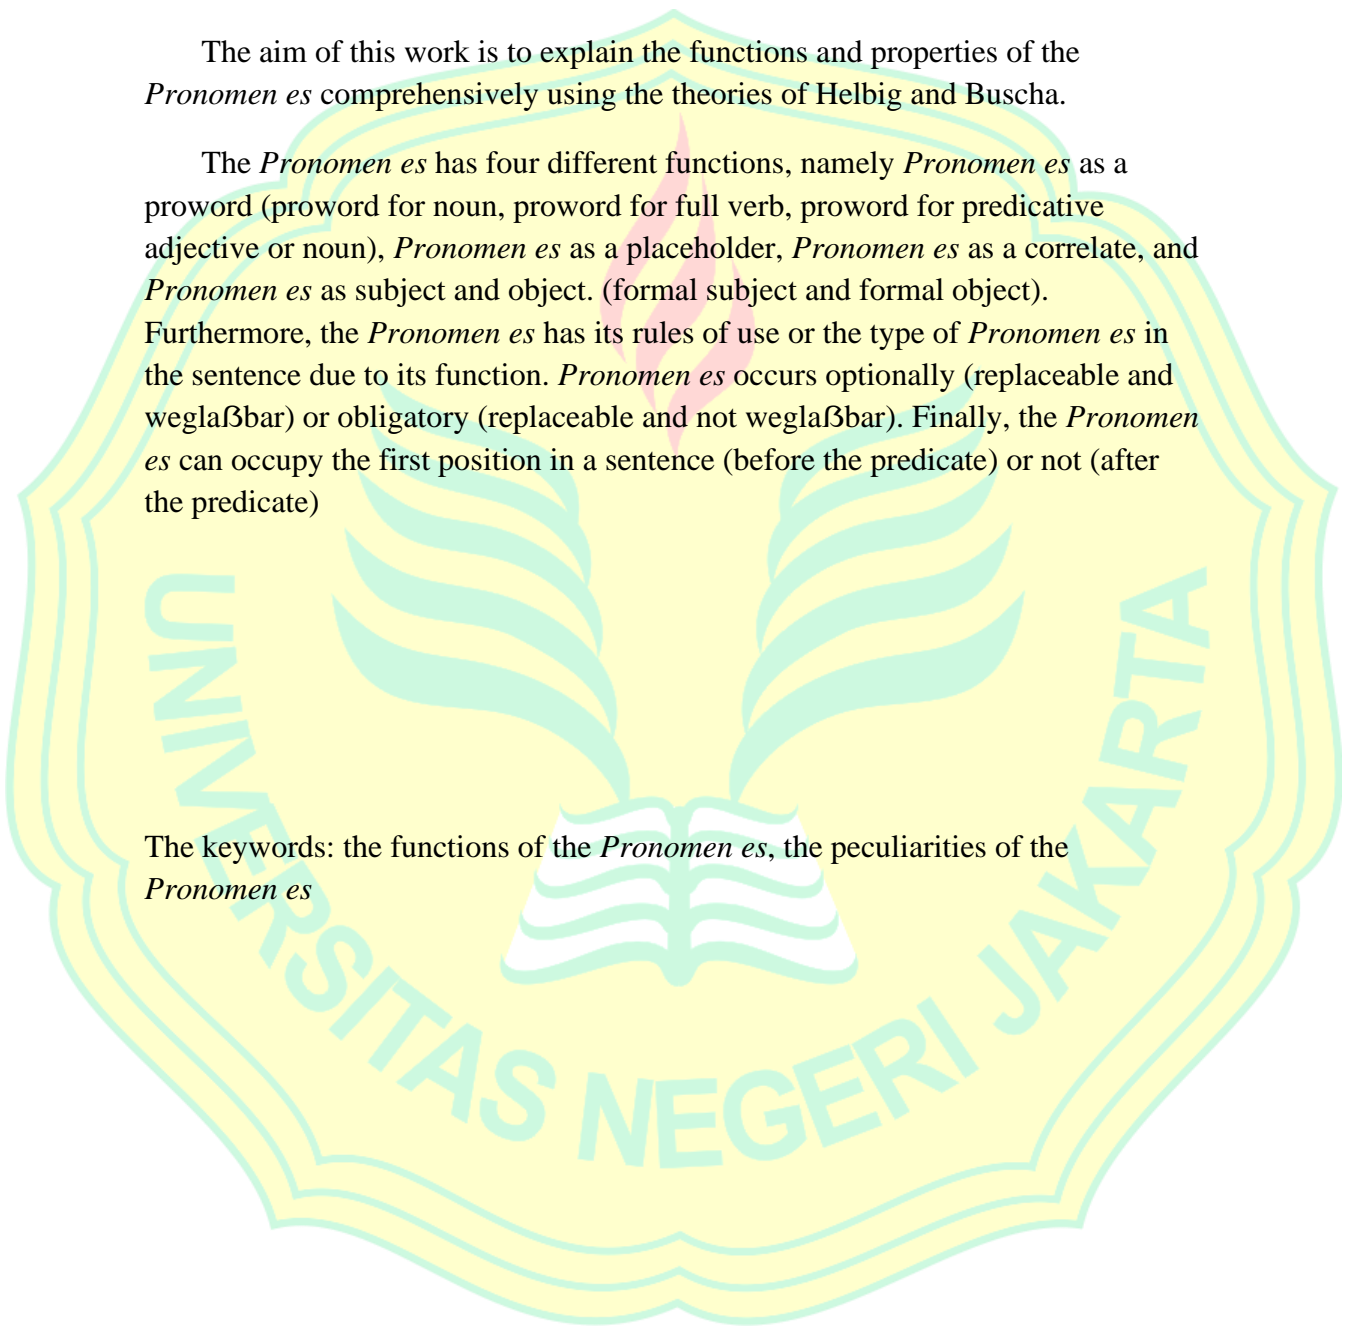 The aim of this work is to explain the functions and properties of the
Pronomen es comprehensively using the theories of Helbig and Buscha.
The Pronomen es has four different functions, namely Pronomen es as a
proword (proword for noun, proword for full verb, proword for predicative
adjective or noun), Pronomen es as a placeholder, Pronomen es as a correlate, and
Pronomen es as subject and object. (formal subject and formal object).
Furthermore, the Pronomen es has its rules of use or the type of Pronomen es in
the sentence due to its function. Pronomen es occurs optionally (replaceable and
weglaẞbar) or obligatory (replaceable and not weglaẞbar). Finally, the Pronomen
es can occupy the first position in a sentence (before the predicate) or not (after
the predicate)
The keywords: the functions of the Pronomen es, the peculiarities of the
Pronomen es
UNIVERSITAS NEGERI JAKARTA